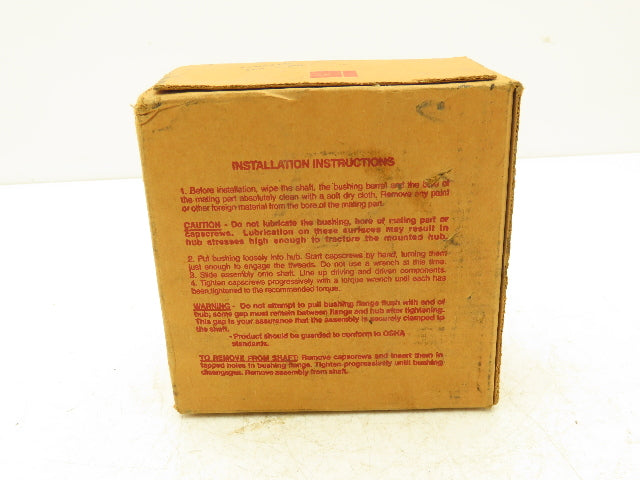 INSTALLATION INSTRUCTIONS
1. Before installation, wipe the shaft, the bushing barrel and the bore of
the mating part absolutely clean with a soft dry cloth. Remove any paint
or other foreign material from the bore of the mating part.
CAUTION - Do not lubricate the bushing, bore of mating part or
capscrews. Lubrication on these surfaces may result in
hub stresses high enough to fracture the mounted hub.
2. Put bushing loosely into hub. Start capscrews by hand, turning them
just enough to engage the threads. Do not use a wrench at this time.
3. Slide assembly onto shaft. Line up driving and driven components.
4. Tighten capscrews progressively with a torque wrench until each has
been tightened to the recommended torque.
WARNING - Do not attempt to pull bushing flange flush with end of
hub; some gap must remain between flange and hub after tightening.
This gap is your assurance that the assembly is securely clamped to
the shaft.
- Product should be guarded to conform to OSHA
standards.
TO REMOVE FROM SHAFT: Remove capscrews and insert them in
tapped holes in bushing flange. Tighten progressively until bushing
disengages. Remove assembly from shaft.